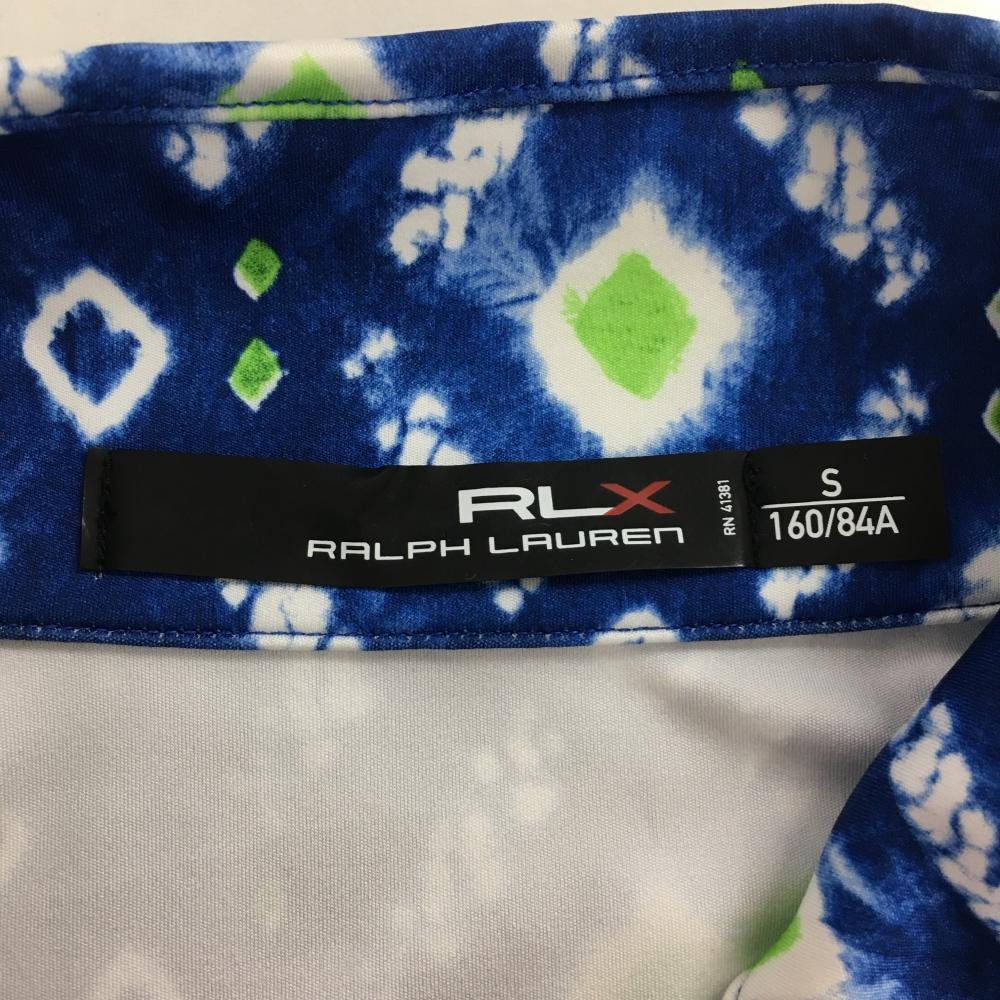 RLX
RALPH LAUREN
RN 41381
S
160/84A